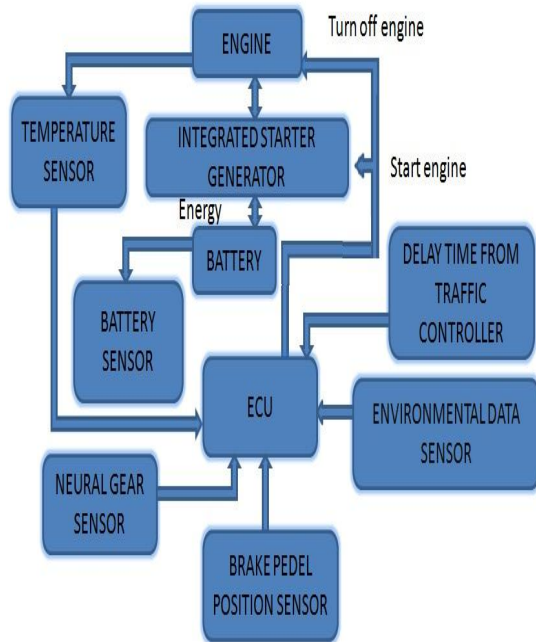 ENGINE
Turn off engine
TEMPERATURE
SENSOR
INTEGRATED STARTER
GENERATOR
Start engine
Energy
BATTERY
DELAY TIME FROM
TRAFFIC
CONTROLLER
BATTERY
SENSOR
ECU
ENVIRONMENTAL DATA
SENSOR
NEURAL GEAR
SENSOR
BRAKE PEDEL
POSITION SENSOR